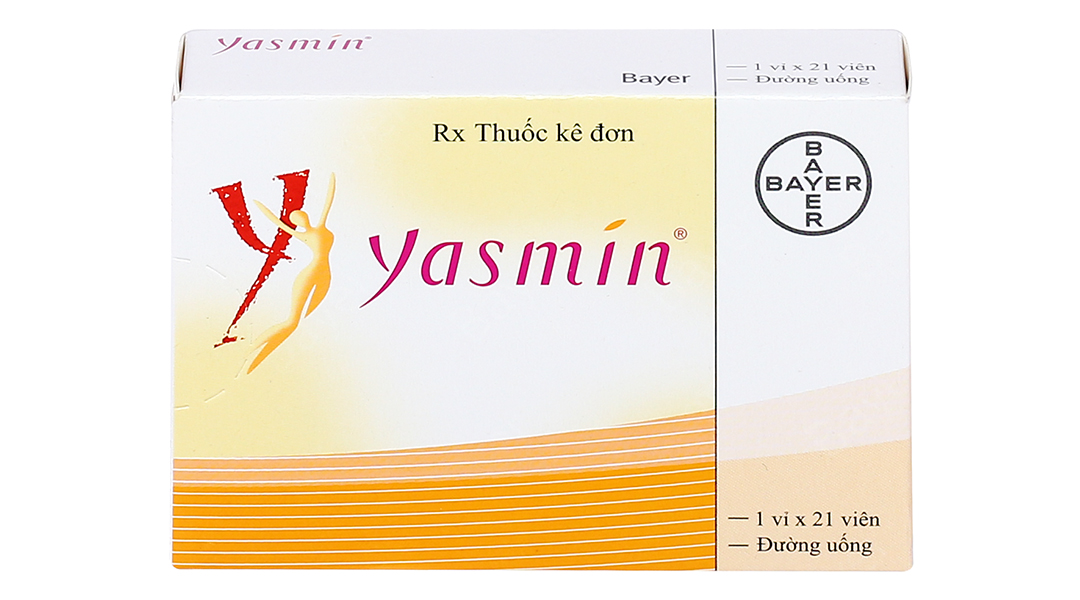 yasmin
Bayer
— 1 vỉ x 21 viên
— Đường uống
Rx Thuốc kê đơn
y yasmin®
BAYER
BAYER
— 1 vỉ x 21 viên
— Đường uống